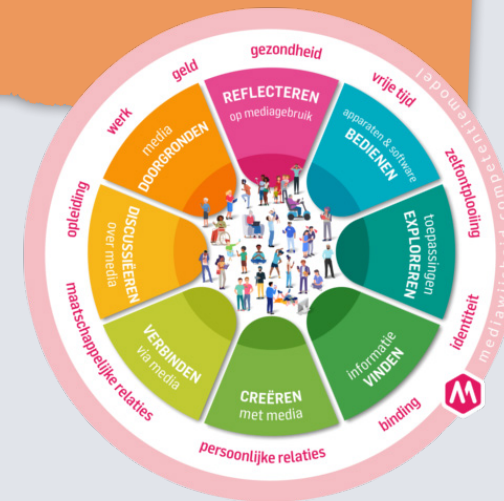 gezondheid
vrije tijd
zelfontplooiing
identiteit
binding
persoonlijke relaties
maatschappelijke relaties
opleiding
werk
geld
REFLECTEREN
op mediagebruik
apparaten & software
BEDIENEN
toepassingen
EXPLOREREN
informatie
VINDEN
CREËREN
met media
VERBINDEN
via media
DISCUSSIËREN
over media
media
DOORGRONDEN
competentiemodel
M